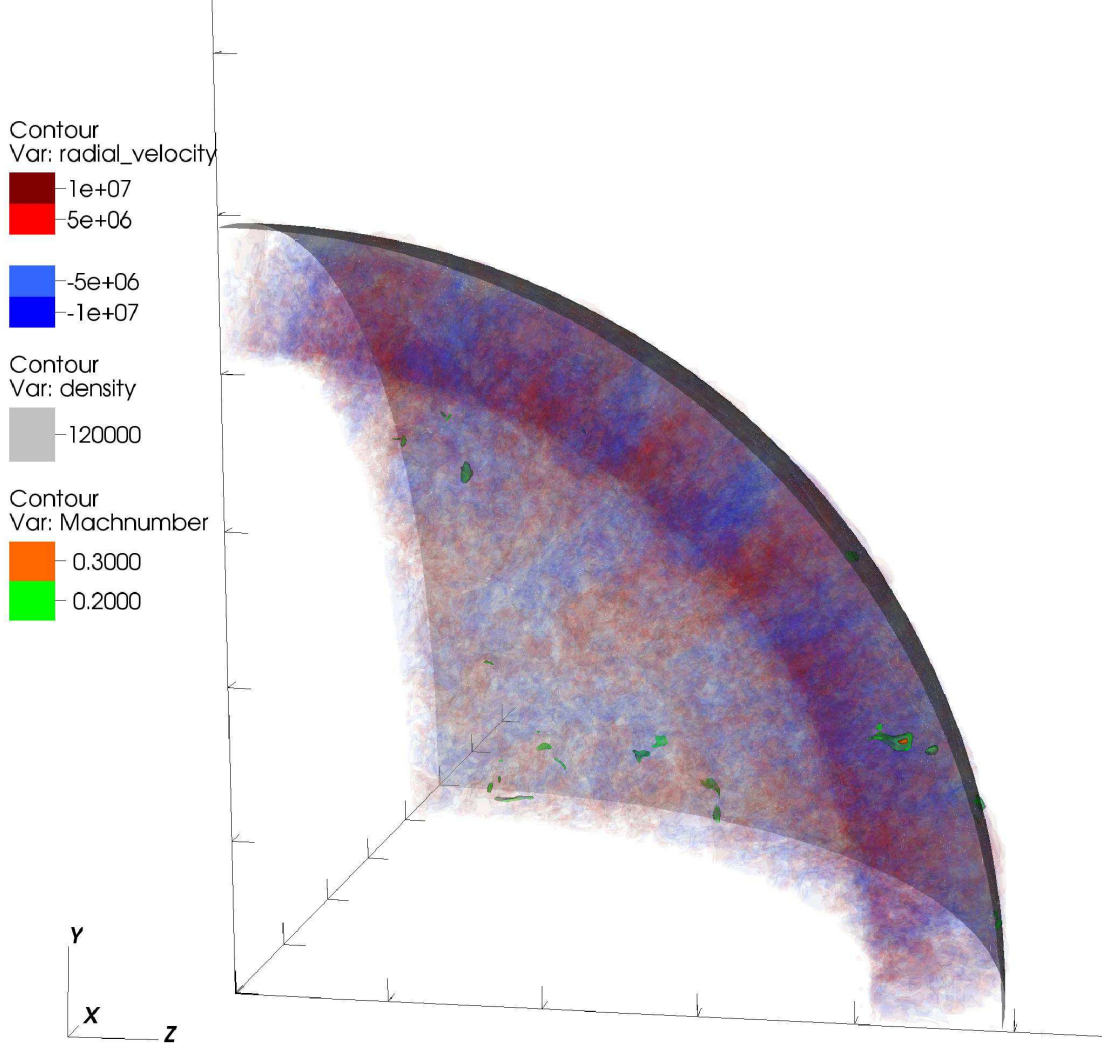 Contour
Var: radial_velocity
1e+07
5e+06
-5e+06
-1e+07
Contour
Var: density
120000
Contour
Var: Machnumber
0.3000
0.2000
Y
X
Z